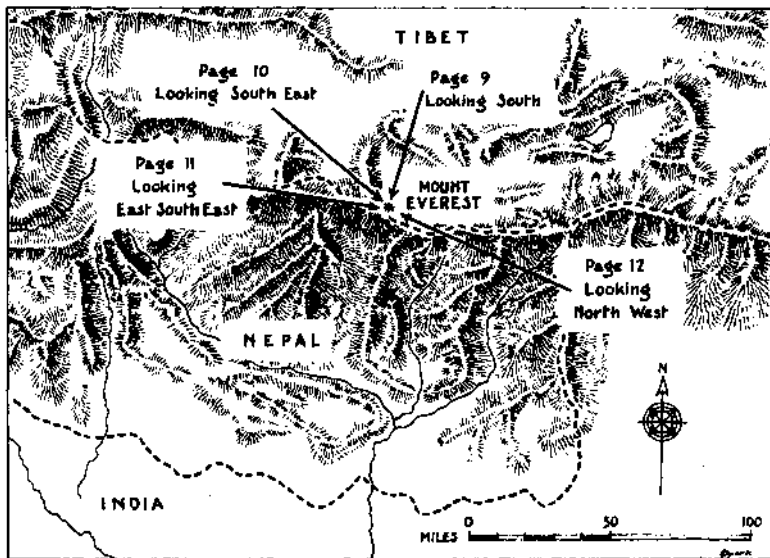 TIBET
Page 10
Looking South East
Page 9
Looking South
Page 11
Looking
East South East
MOUNT
EVEREST
Page 12
Looking
North West
NEPAL
N
INDIA
0 50 100
MILES